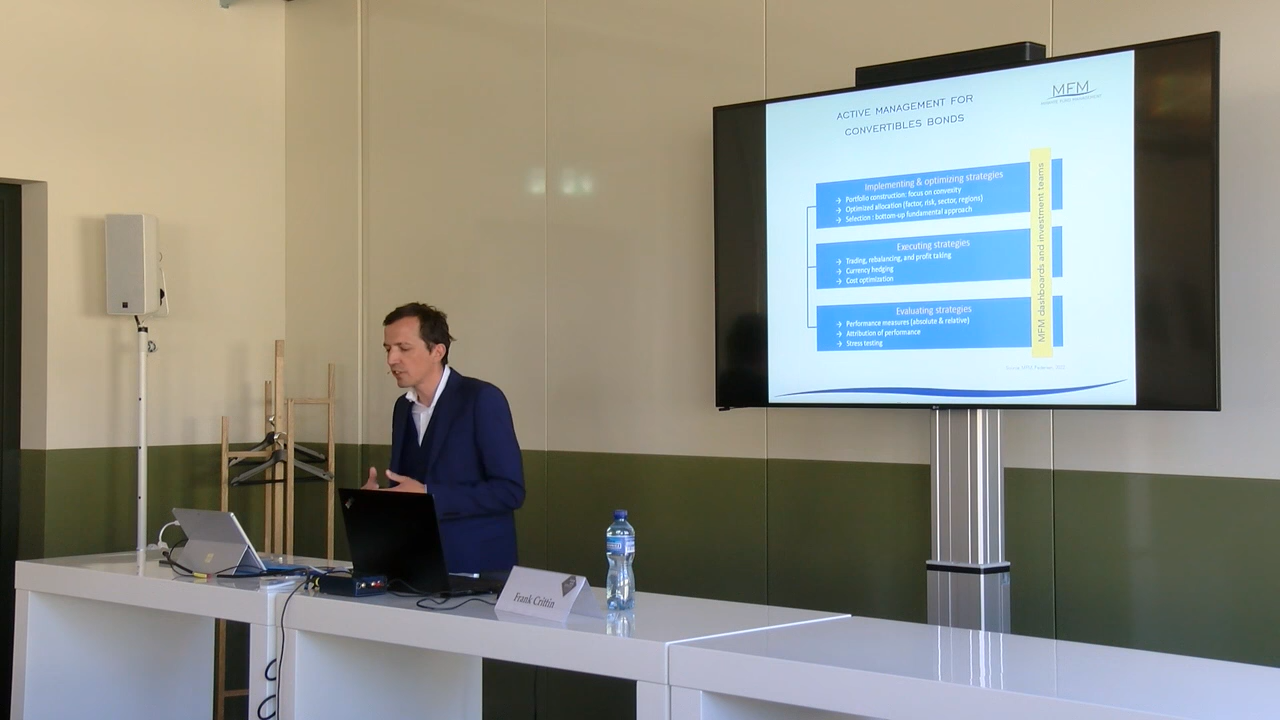 ACTIVE MANAGEMENT FOR
CONVERTIBLES BONDS
MFM
Implementing & optimizing strategies
→ Portfolio construction: focus on convexity
→ Optimized allocation (factor, risk, sector, regions)
→ Selection : bottom-up fundamental approach
Executing strategies
→ Trading, rebalancing, and profit taking
→ Currency hedging
→ Cost optimization
Evaluating strategies
→ Performance measures (absolute & relative)
→ Attribution of performance
→ Stress testing
MFM dashboards and investment teams
Frank Crittin